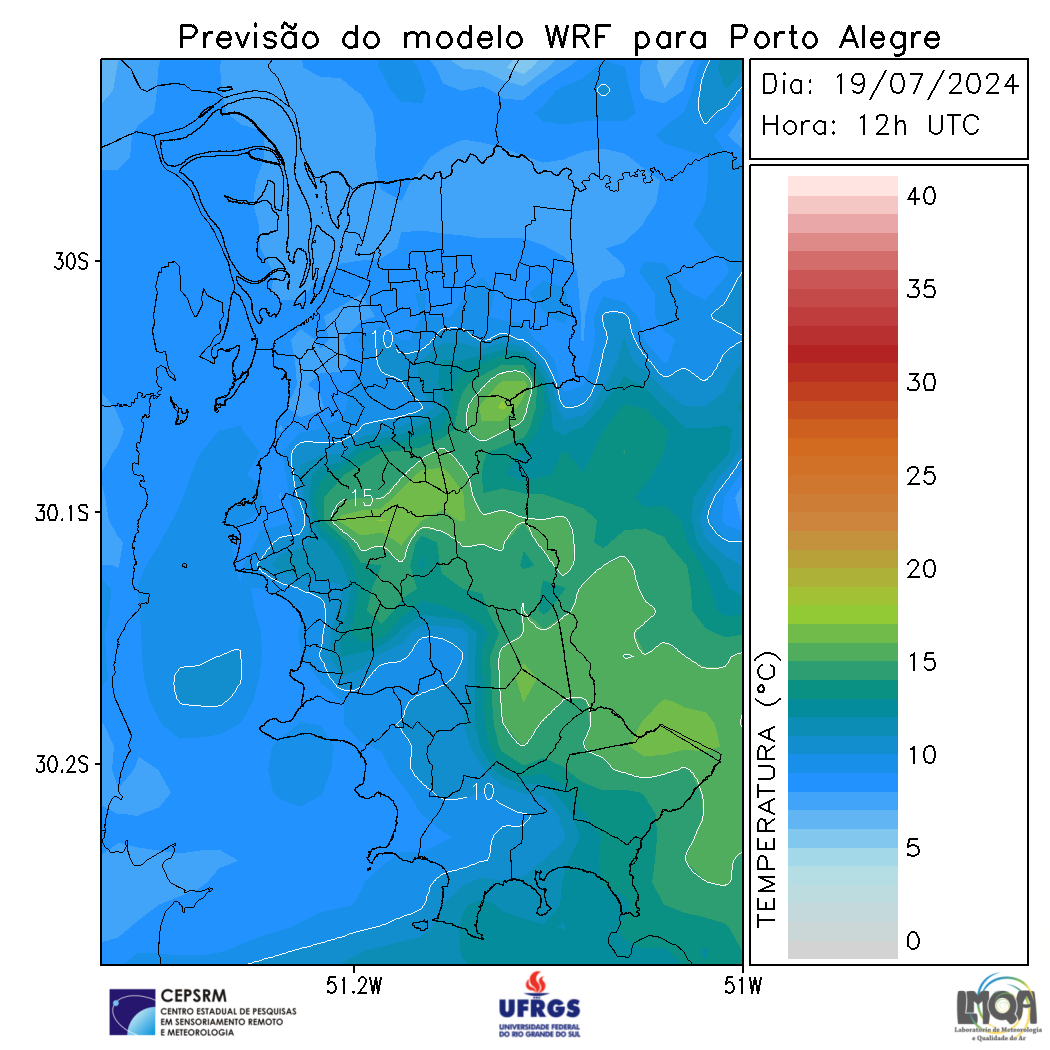 Previsão do modelo WRF para Porto Alegre
Dia: 19/07/2024
Hora: 12h UTC
30S
30.1S
30.2S
51.2W
51W
10
15
10
TEMPERATURA (°C)
40
35
30
25
20
15
10
5
0
CEPSRM
CENTRO ESTADUAL DE PESQUISAS
EM SENSORIAMENTO REMOTO
E METEOROLOGIA
UFRGS
UNIVERSIDADE FEDERAL
DO RIO GRANDE DO SUL
LMQA
Laboratório de Meteorologia
e Qualidade do Ar